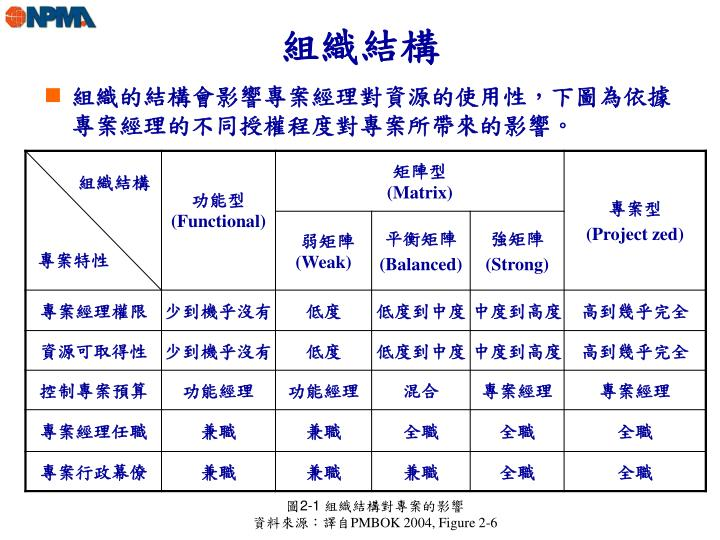 NPMA
組織結構
組織的結構會影響專案經理對資源的使用性，下圖為依據
專案經理的不同授權程度對專案所帶來的影響。
組織結構
專案特性
功能型
(Functional)
矩陣型
(Matrix)
弱矩陣
(Weak)
平衡矩陣
(Balanced)
強矩陣
(Strong)
專案型
(Project zed)
專案經理權限 少到機乎沒有 低度 低度到中度 中度到高度 高到幾乎完全
資源可取得性 少到機乎沒有 低度 低度到中度 中度到高度 高到幾乎完全
控制專案預算 功能經理 功能經理 混合 專案經理 專案經理
專案經理任職 兼職 兼職 全職 全職 全職
專案行政幕僚 兼職 兼職 兼職 全職 全職
圖2-1 組織結構對專案的影響
資料來源：譯自PMBOK 2004, Figure 2-6